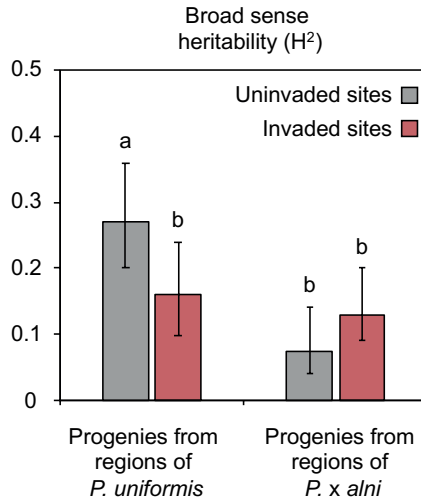 Broad sense
heritability (H²)
0.5
0.4
0.3
0.2
0.1
0
Uninvaded sites
Invaded sites
a
b
b
b
Progenies from
regions of
P. uniformis
Progenies from
regions of
P. x alni